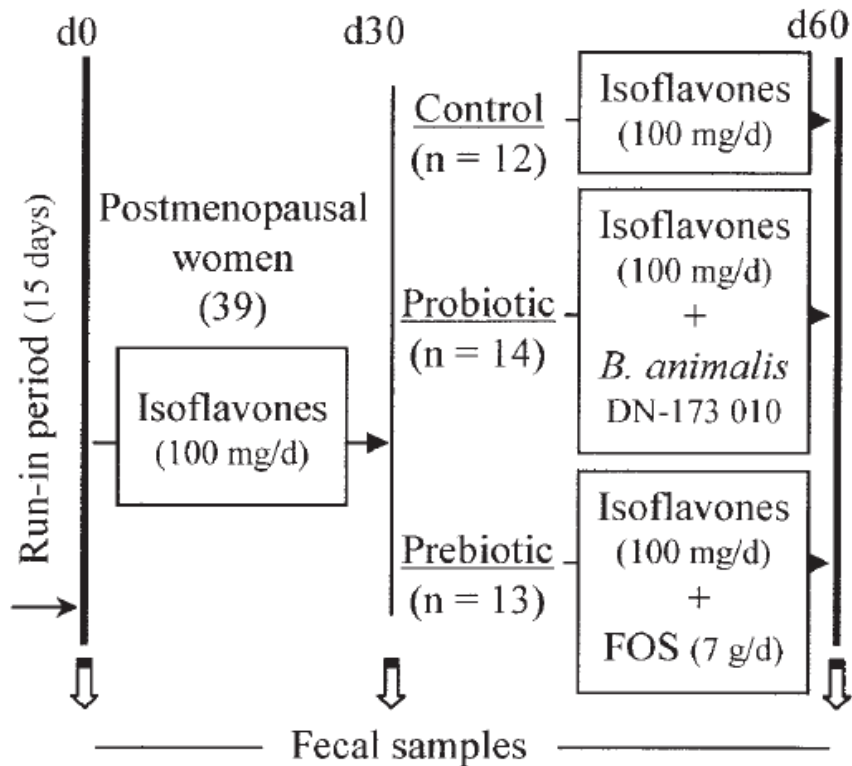 d0
d30
d60
Run-in period (15 days)
Postmenopausal
women
(39)
Isoflavones
(100 mg/d)
Control
(n = 12)
Isoflavones
(100 mg/d)
Probiotic
(n = 14)
Isoflavones
(100 mg/d)
+
B. animalis
DN-173 010
Prebiotic
(n = 13)
Isoflavones
(100 mg/d)
+
FOS (7 g/d)
Fecal samples